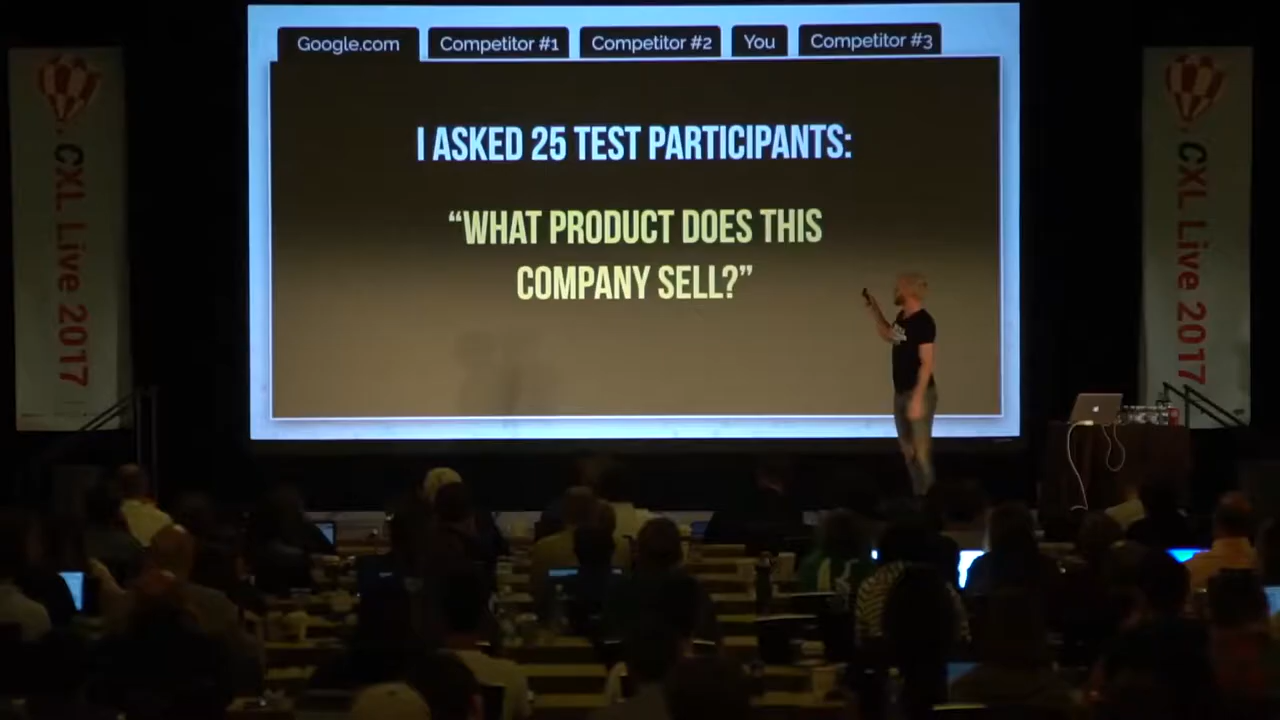 Google.com
Competitor #1
Competitor #2
You
Competitor #3
I ASKED 25 TEST PARTICIPANTS:
“WHAT PRODUCT DOES THIS
COMPANY SELL?”
CXL Live 2017
CXL Live 2017